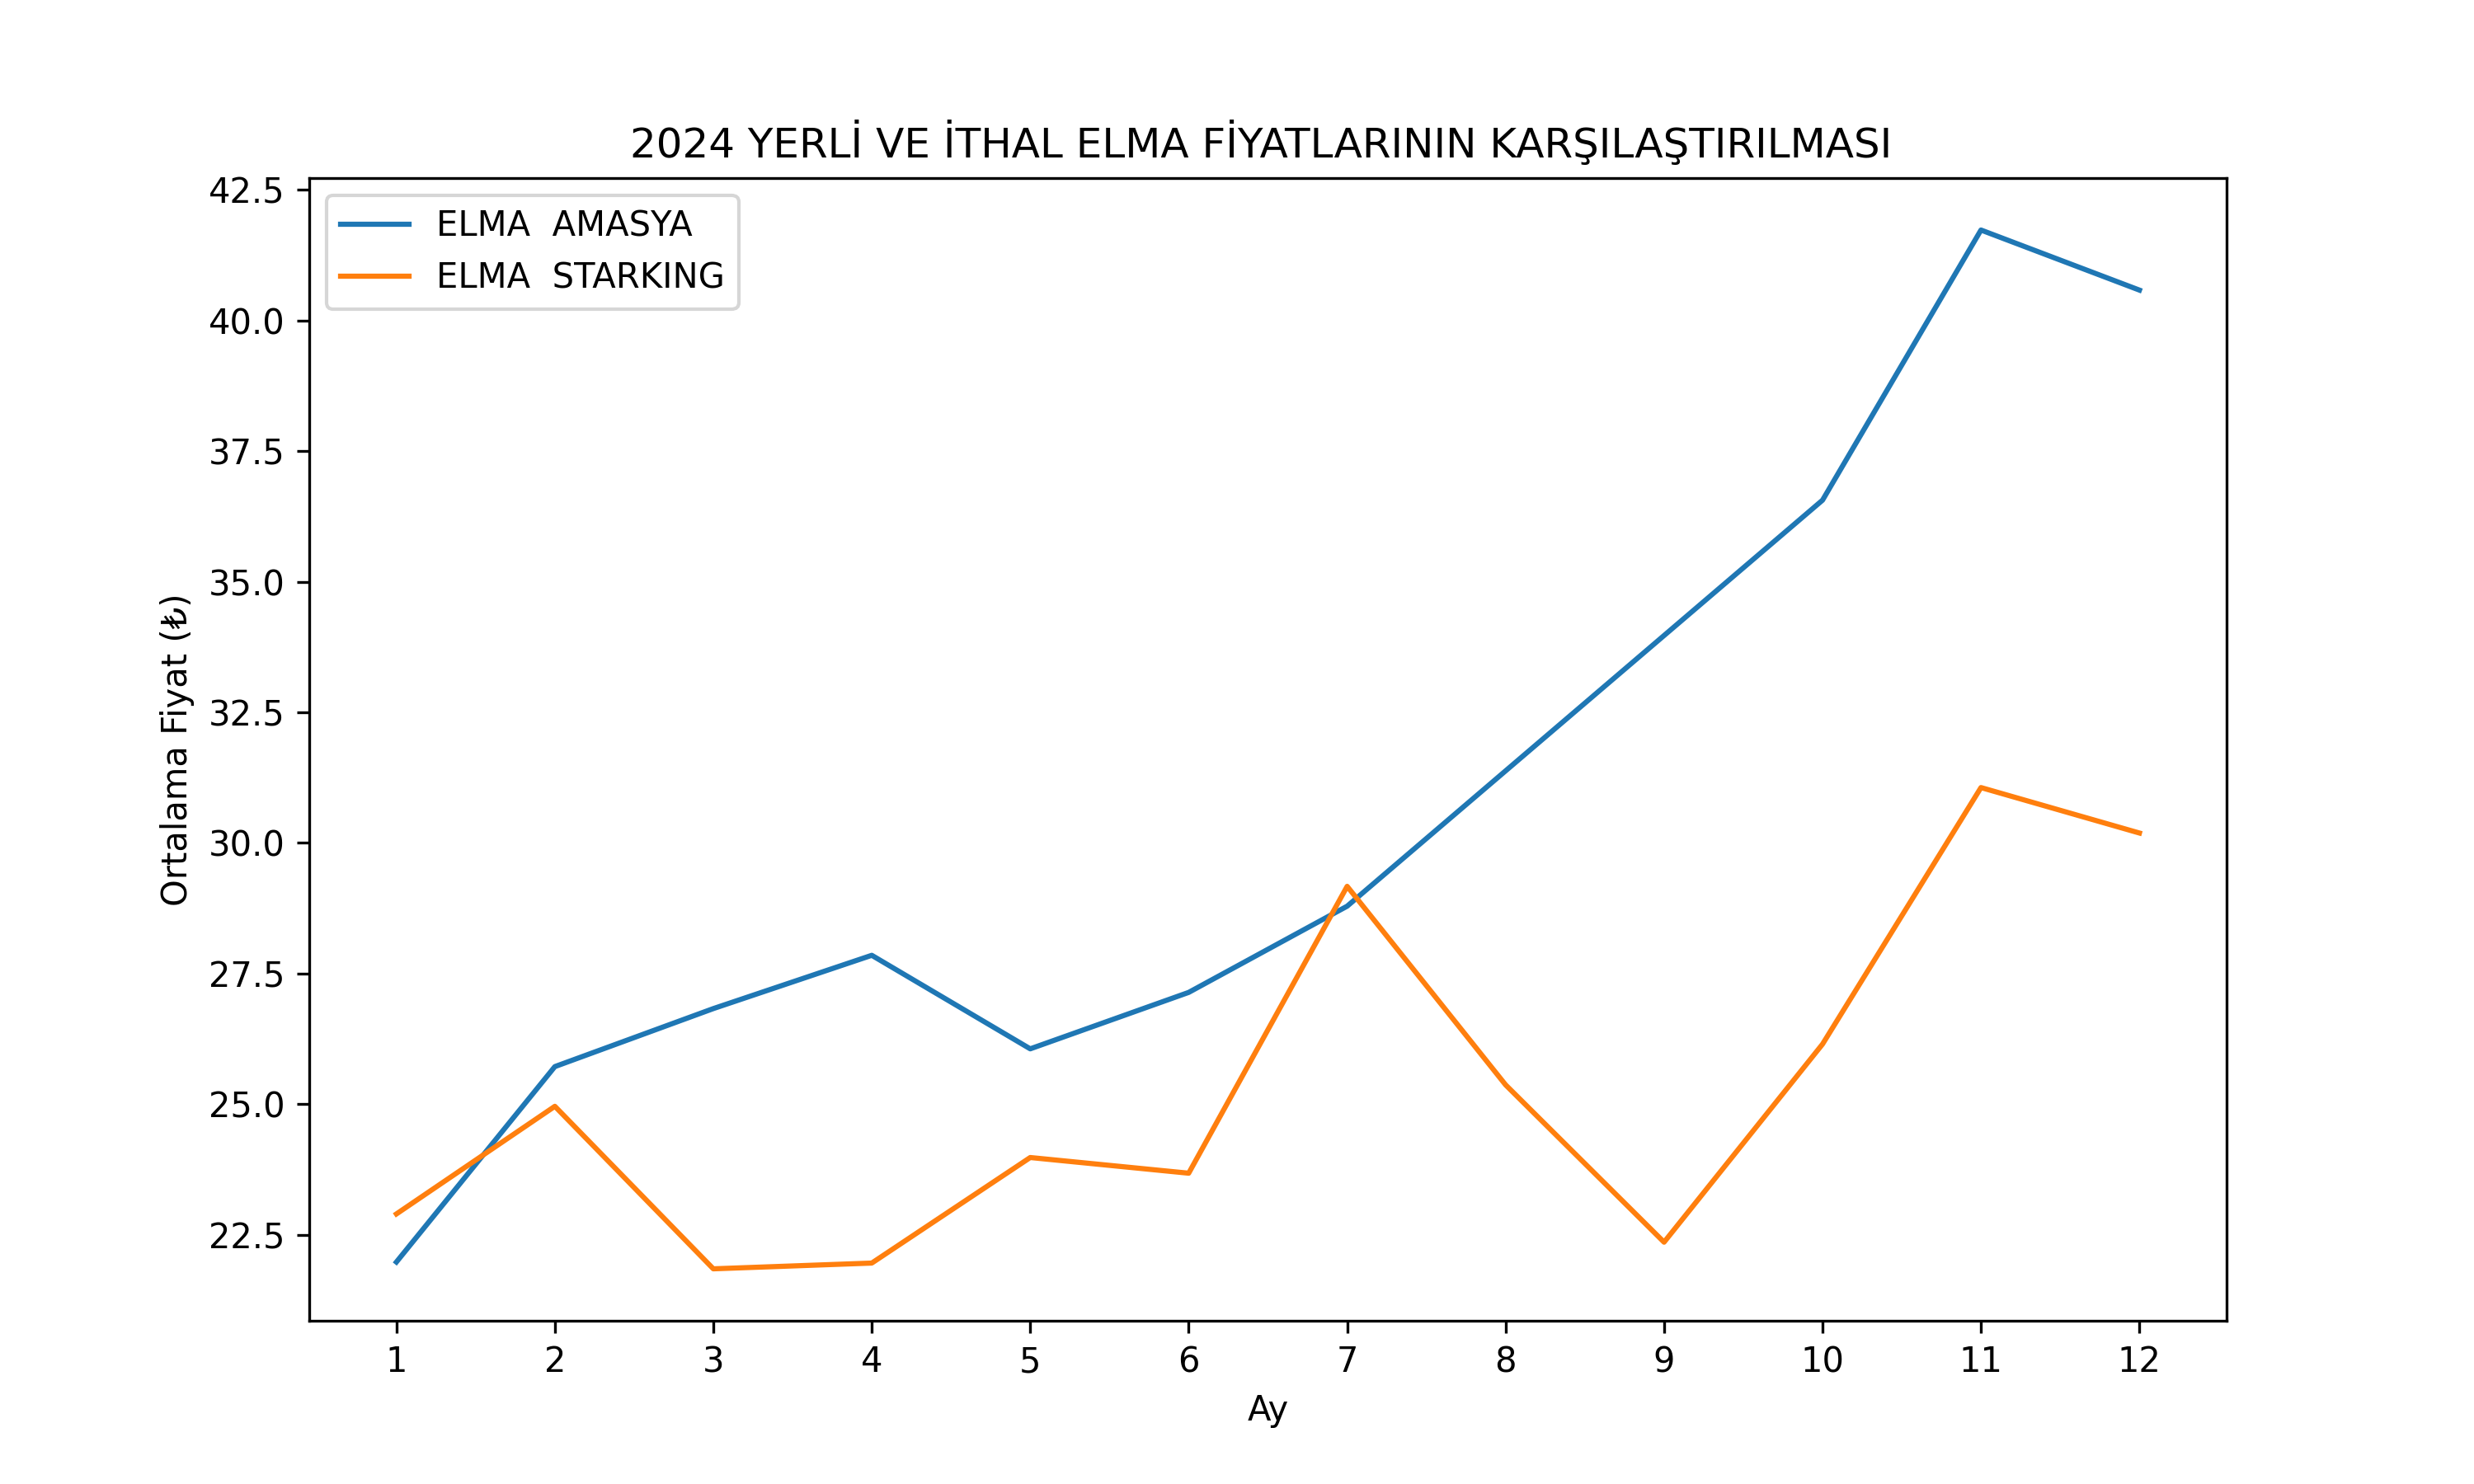 2024 YERLİ VE İTHAL ELMA FİYATLARININ KARŞILAŞTIRILMASI
ELMA  AMASYA
ELMA  STARKING
Ortalama Fiyat (₺)
42.5
40.0
37.5
35.0
32.5
30.0
27.5
25.0
22.5
1 2 3 4 5 6 7 8 9 10 11 12
Ay